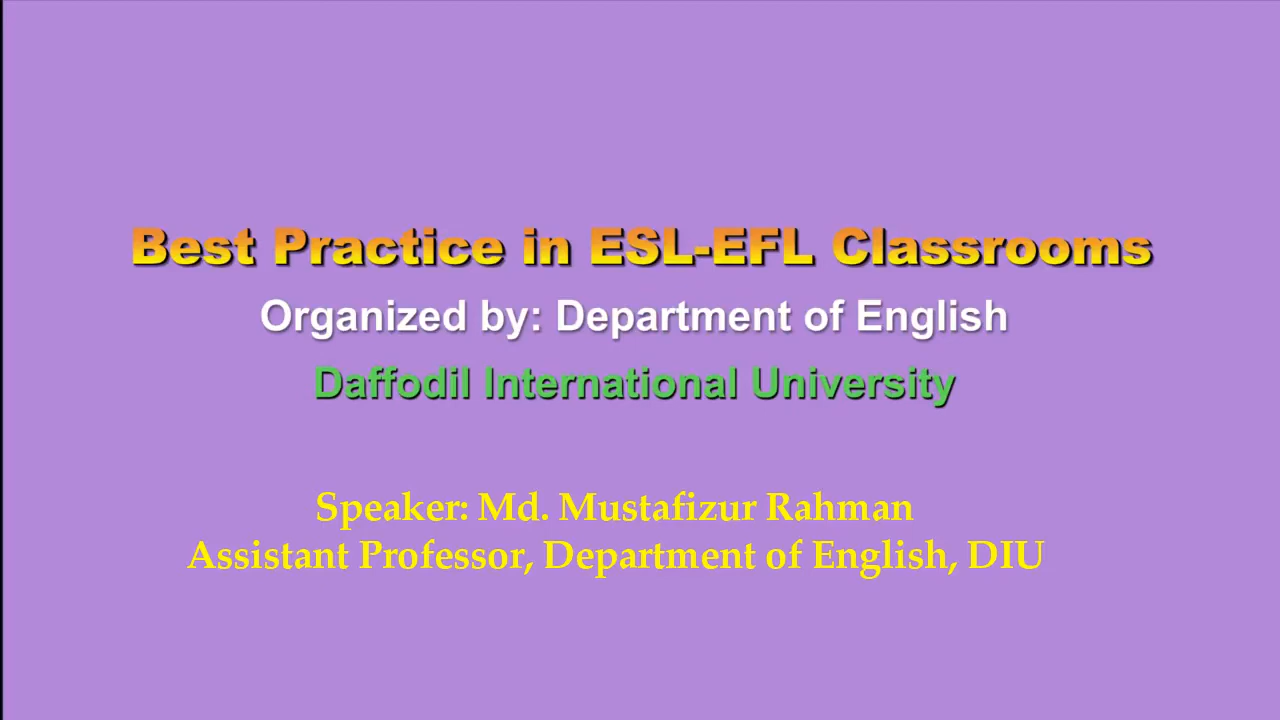 Best Practice in ESL-EFL Classrooms
Organized by: Department of English
Daffodil International University
Speaker: Md. Mustafizur Rahman
Assistant Professor, Department of English, DIU